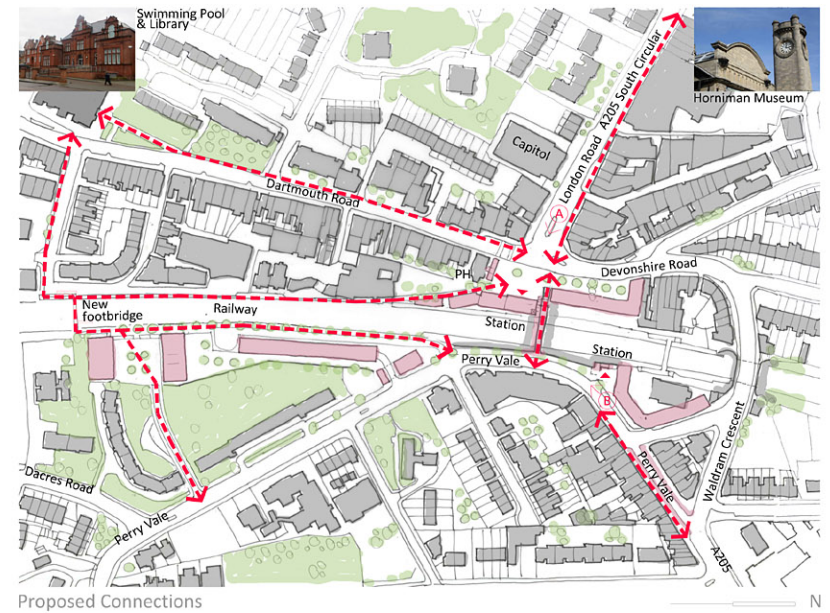 Swimming Pool
& Library
Horniman Museum
London Road A205 South Circular
Capitol
A
Dartmouth Road
PH
Devonshire Road
New
footbridge
Railway
Station
Station
Perry Vale
B
Perry Vale
Waldram Crescent
Dacres Road
Perry Vale
A205
Proposed Connections
N